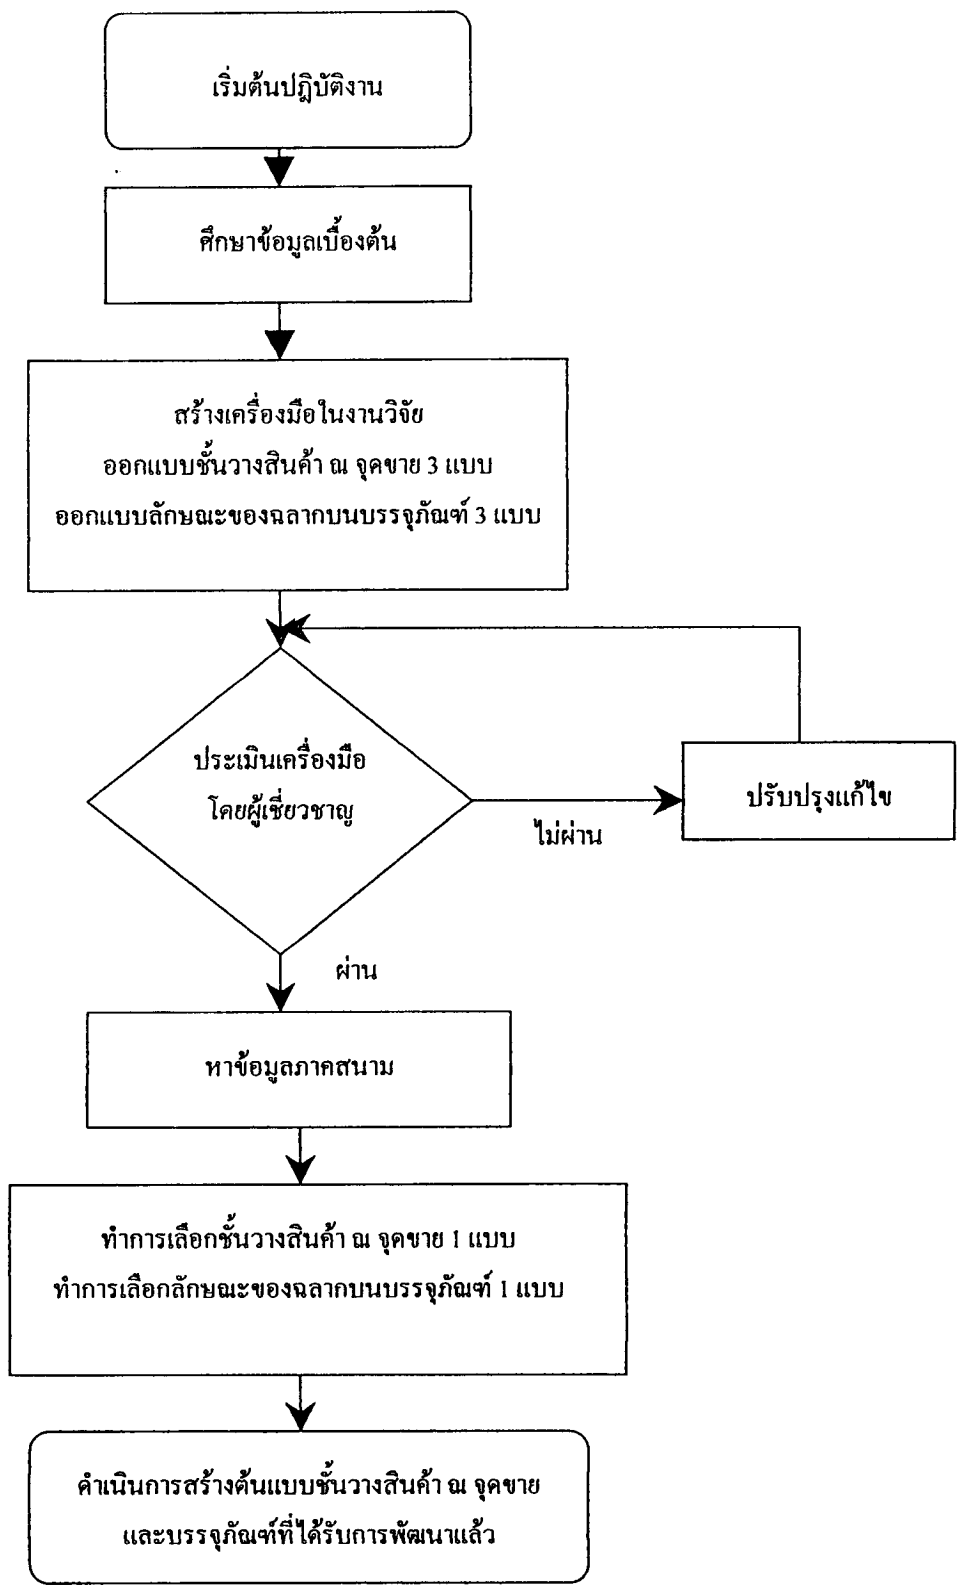 เริ่มต้นปฎิบัติงาน
ศึกษาข้อมูลเบื้องต้น
สร้างเครื่องมือในงานวิจัย
ออกแบบชั้นวางสินค้า ณ จุดขาย 3 แบบ
ออกแบบลักษณะของฉลากบนบรรจุภัณฑ์ 3 แบบ
ประเมินเครื่องมือ
โดยผู้เชี่ยวชาญ
ปรับปรุงแก้ไข
ไม่ผ่าน
ผ่าน
หาข้อมูลภาคสนาม
ทำการเลือกชั้นวางสินค้า ณ จุดขาย 1 แบบ
ทำการเลือกลักษณะของฉลากบนบรรจุภัณฑ์ 1 แบบ
ดำเนินการสร้างต้นแบบชั้นวางสินค้า ณ จุดขาย
และบรรจุภัณฑ์ที่ได้รับการพัฒนาแล้ว